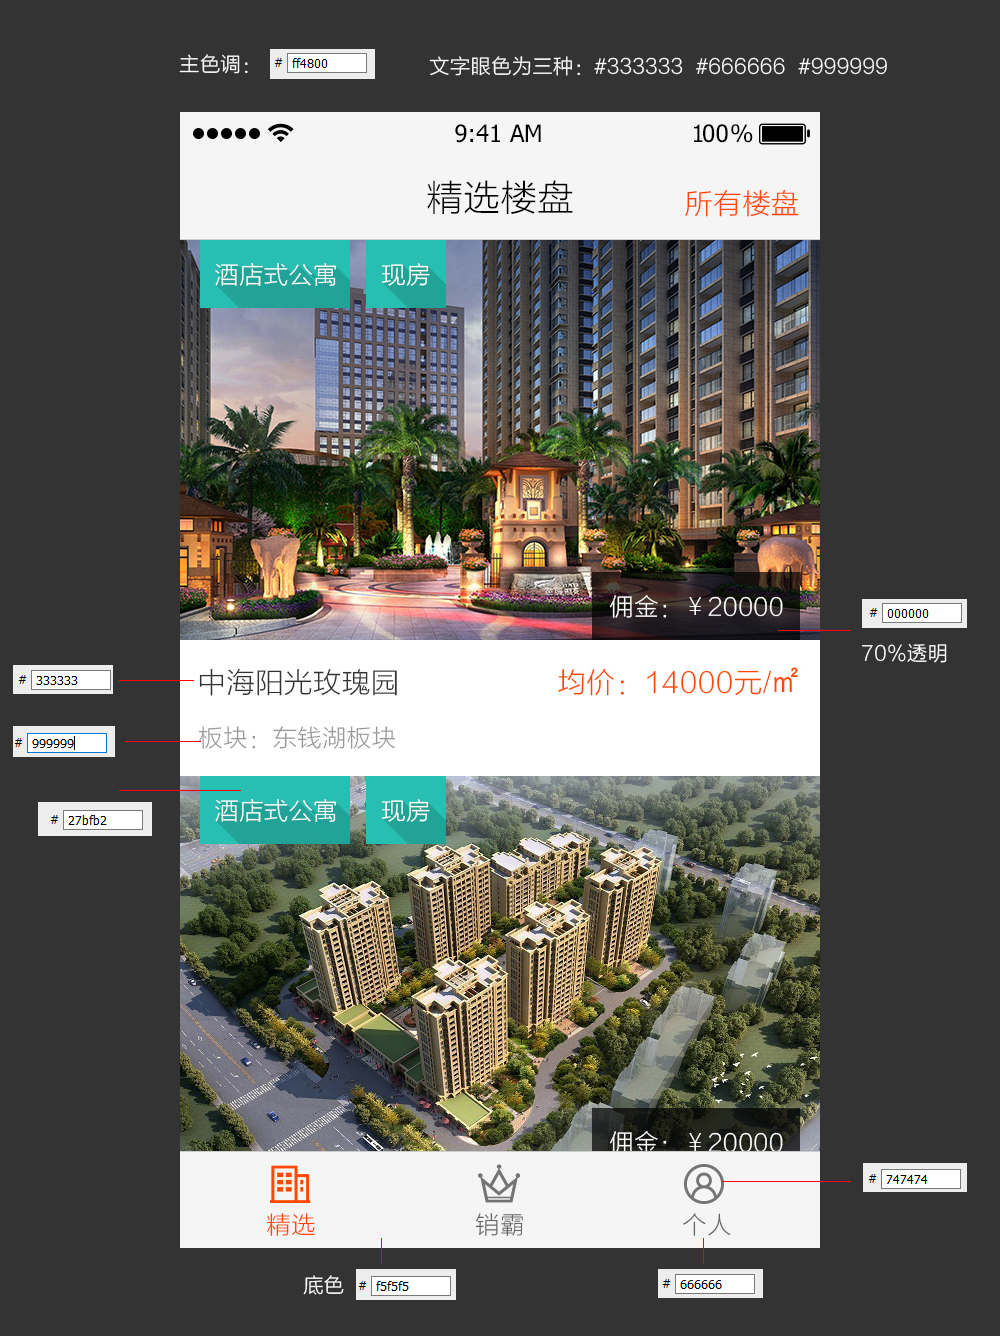 主色调：
# ff4800
文字眼色为三种：#333333 #666666 #999999
9:41 AM
100%
精选楼盘
所有楼盘
酒店式公寓
现房
佣金：￥20000
# 000000
70%透明
# 333333
中海阳光玫瑰园
均价：14000元/㎡
# 999999
板块：东钱湖板块
# 27bfb2
酒店式公寓
现房
佣金：￥20000
精选
销霸
个人
# 747474
底色
# f5f5f5
# 666666